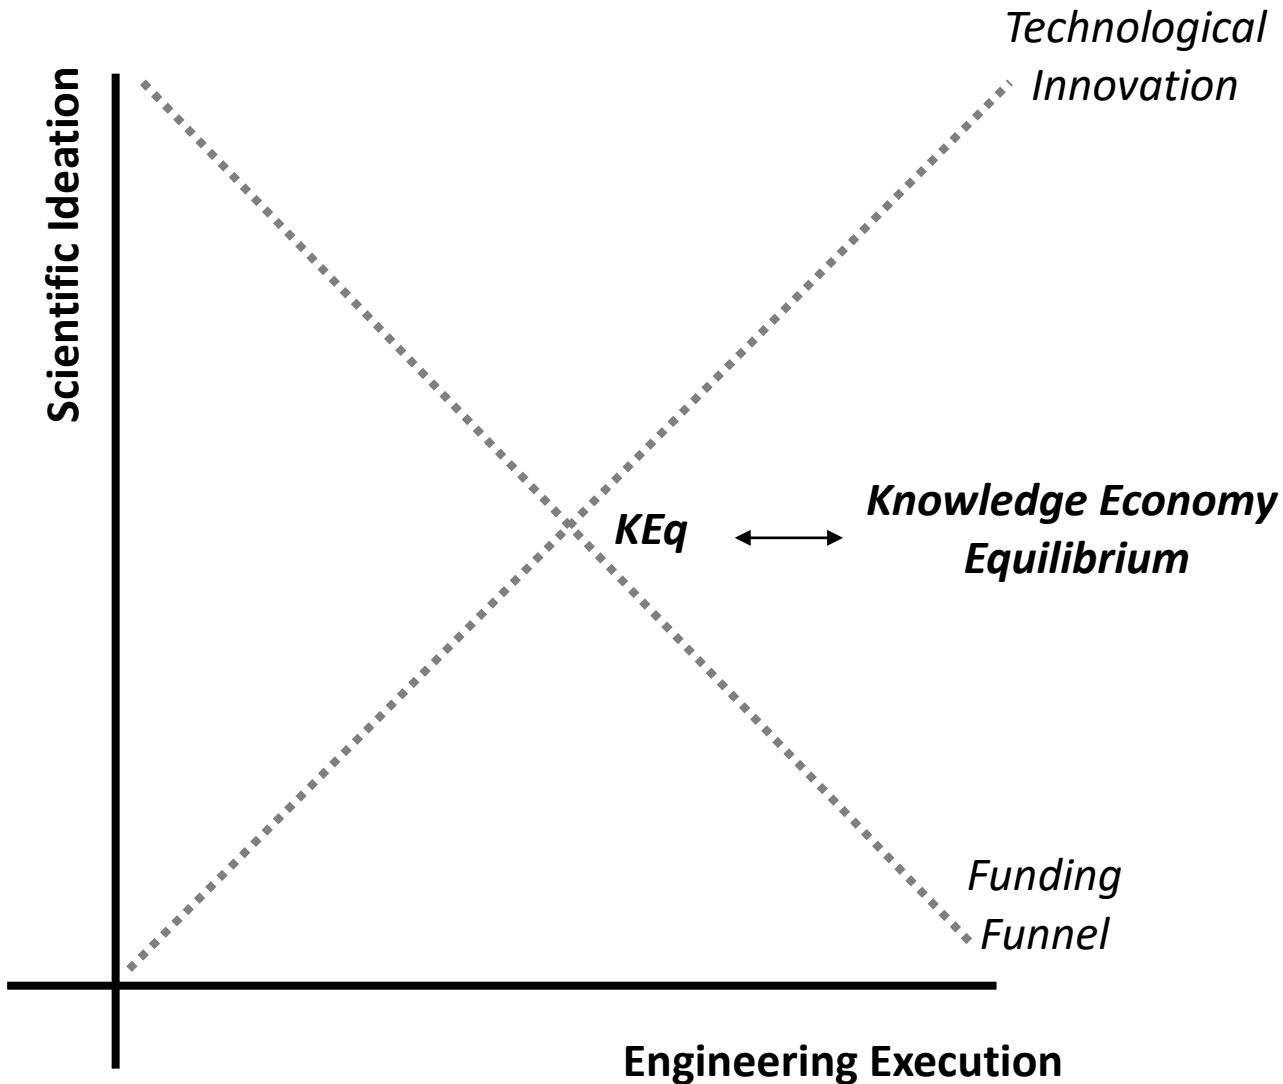 Technological
Innovation
Scientific Ideation
KEq
Knowledge Economy
Equilibrium
Funding
Funnel
Engineering Execution